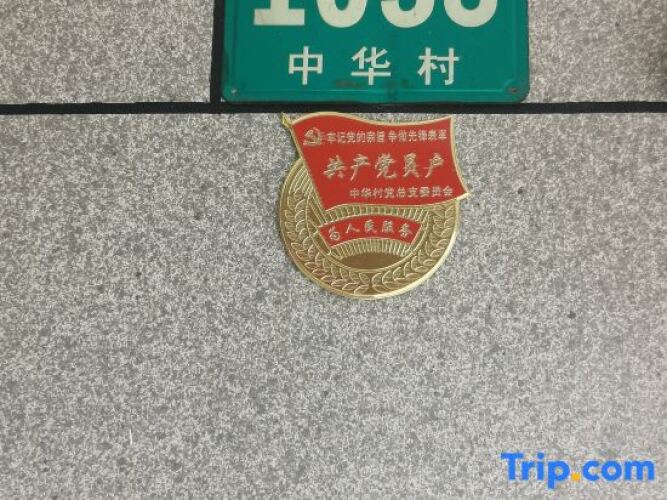 中华村
牢记党的宗旨 争做先锋表率
共产党员户
中华村党总支委员会
为人民服务
Trip.com